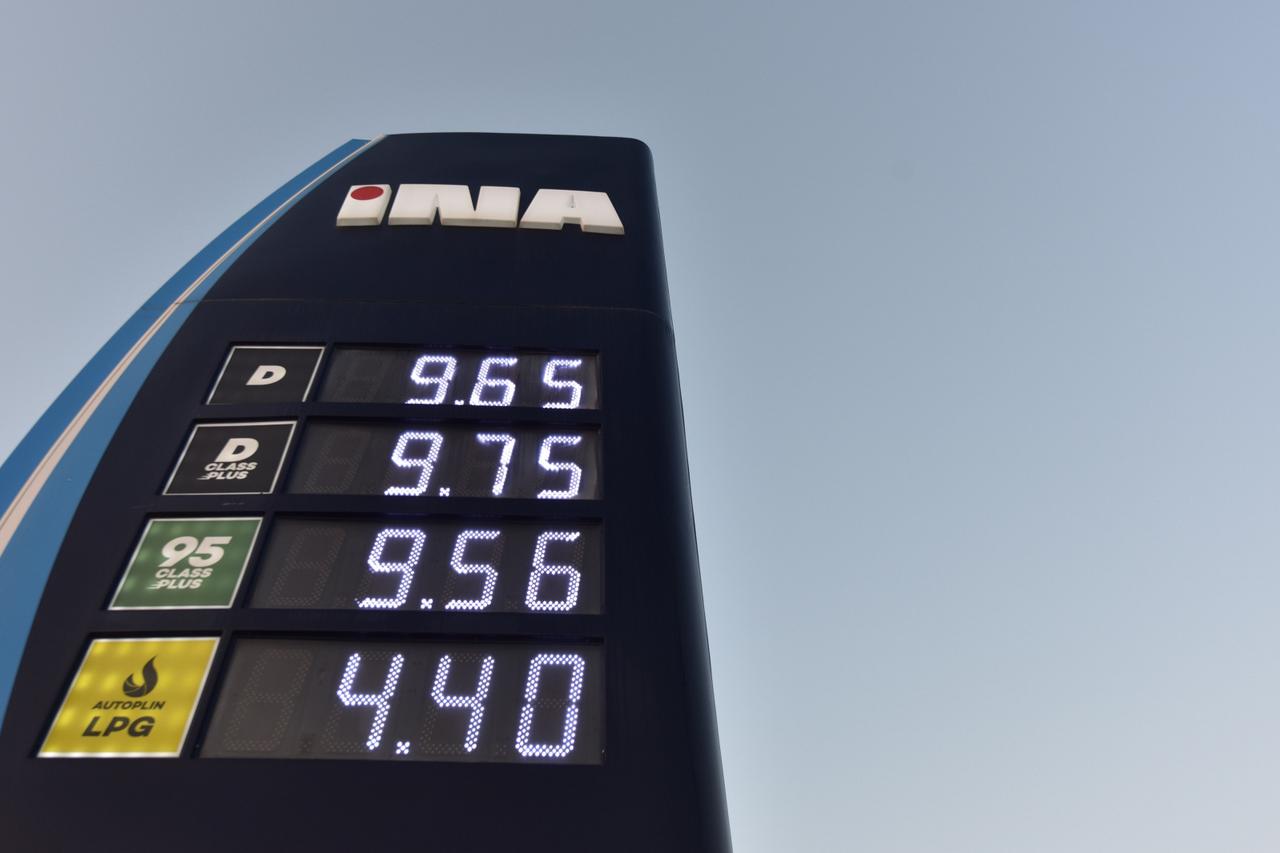 iNA
D 9.65
D
CLASS
PLUS
9.75
95
CLASS
PLUS
9.56
AUTOPLIN
LPG
4.40